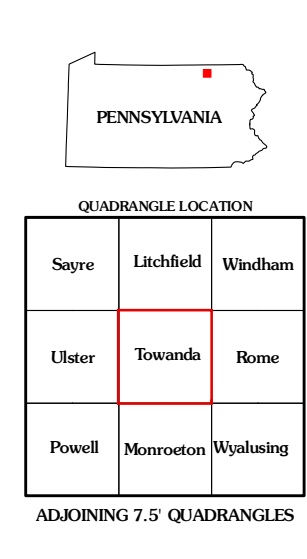 PENNSYLVANIA
QUADRANGLE LOCATION
Sayre Litchfield Windham
Ulster Towanda Rome
Powell Monroeton Wyalusing
ADJOINING 7.5' QUADRANGLES